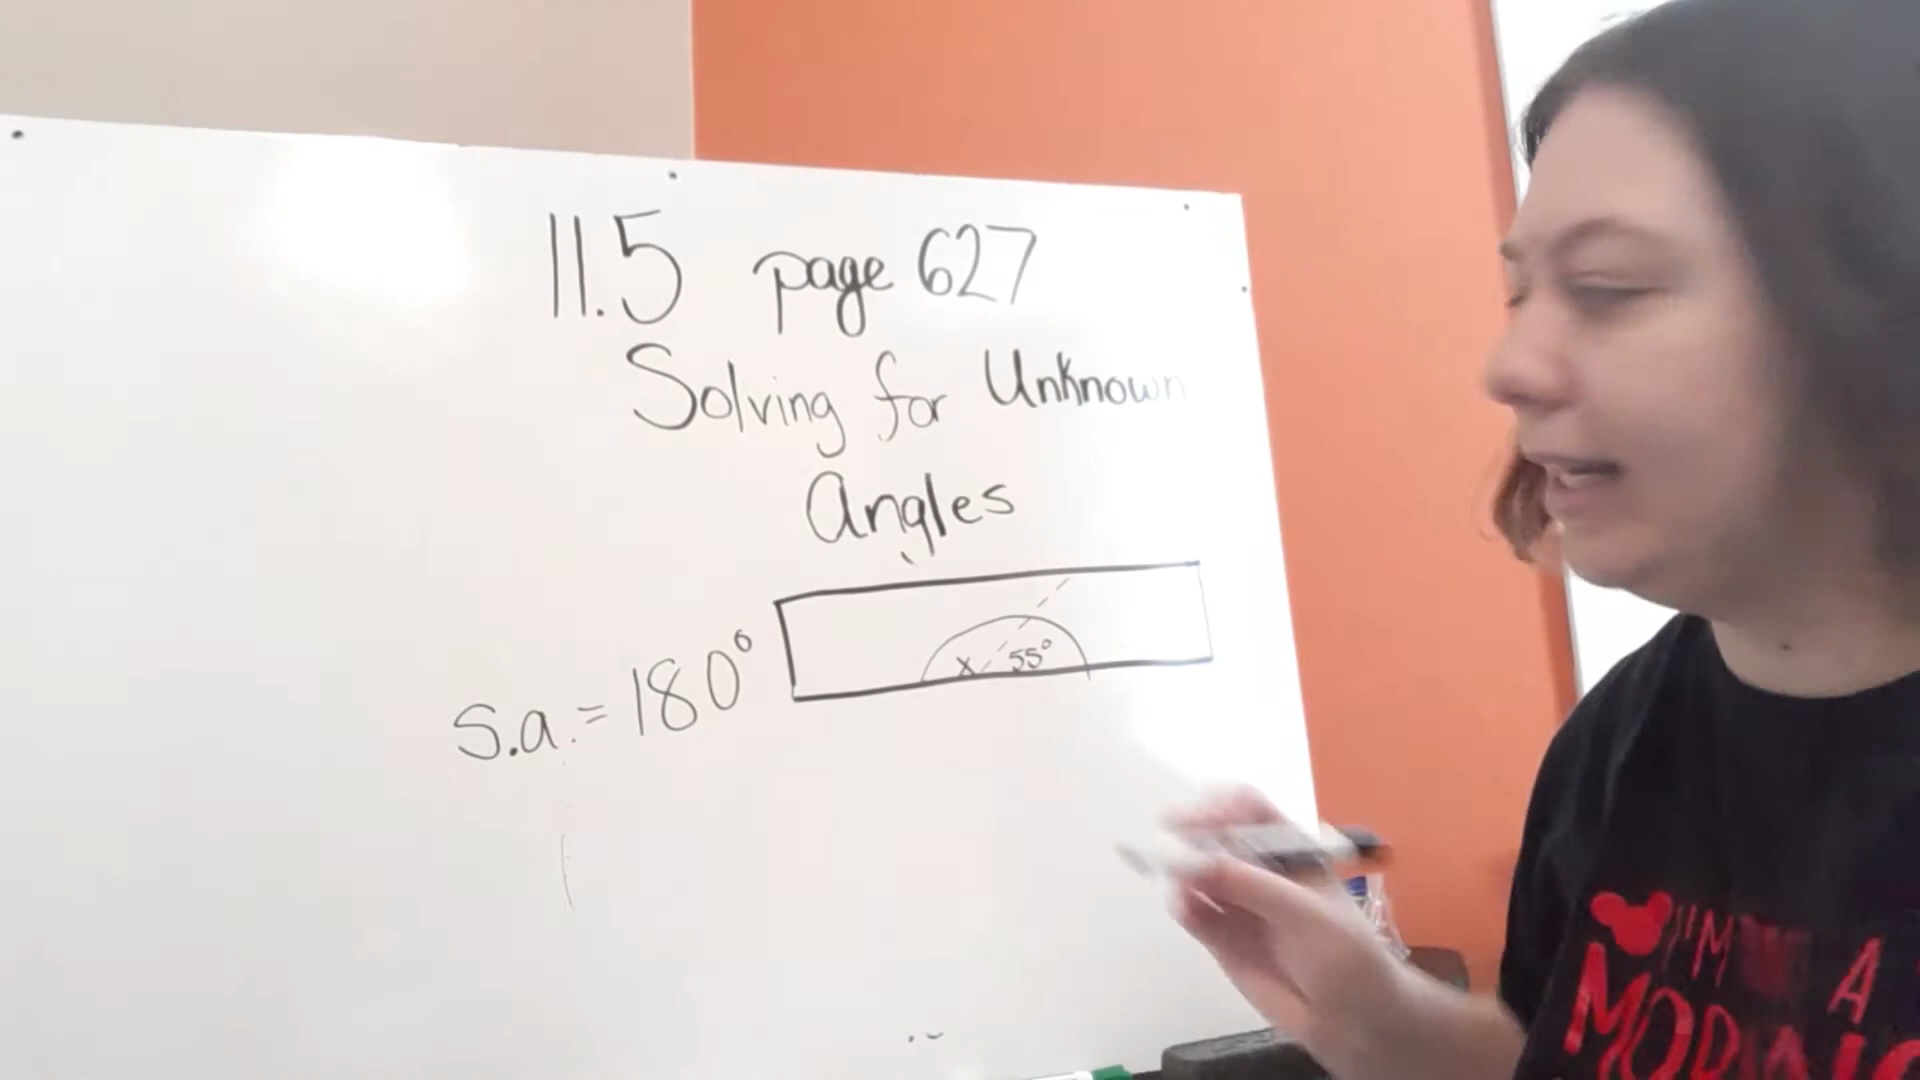 11.5 page 627
Solving for Unknown
Angles
s.a. = 180°
x 55°
I'M A